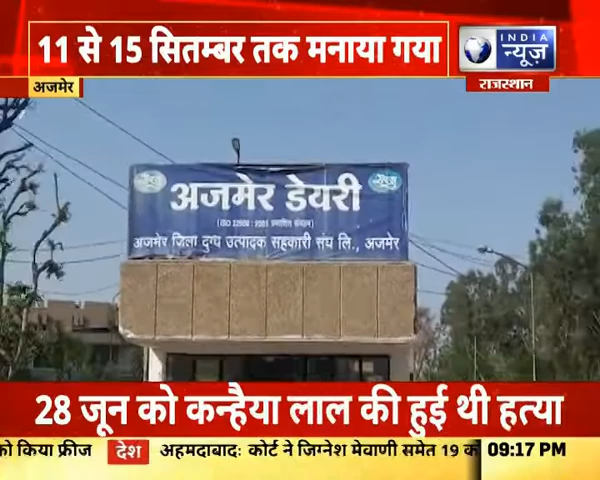 11 से 15 सितम्बर तक मनाया गया
INDIA
न्यूज़
राजस्थान
अजमेर
अजमेर डेयरी
अजमेर जिला दुग्ध उत्पादक सहकारी संघ लि., अजमेर
28 जून को कन्हैया लाल की हुई थी हत्या
को किया फ्रीज
देश
अहमदाबादः कोर्ट ने जिग्नेश मेवाणी समेत 19 को
09:17 PM